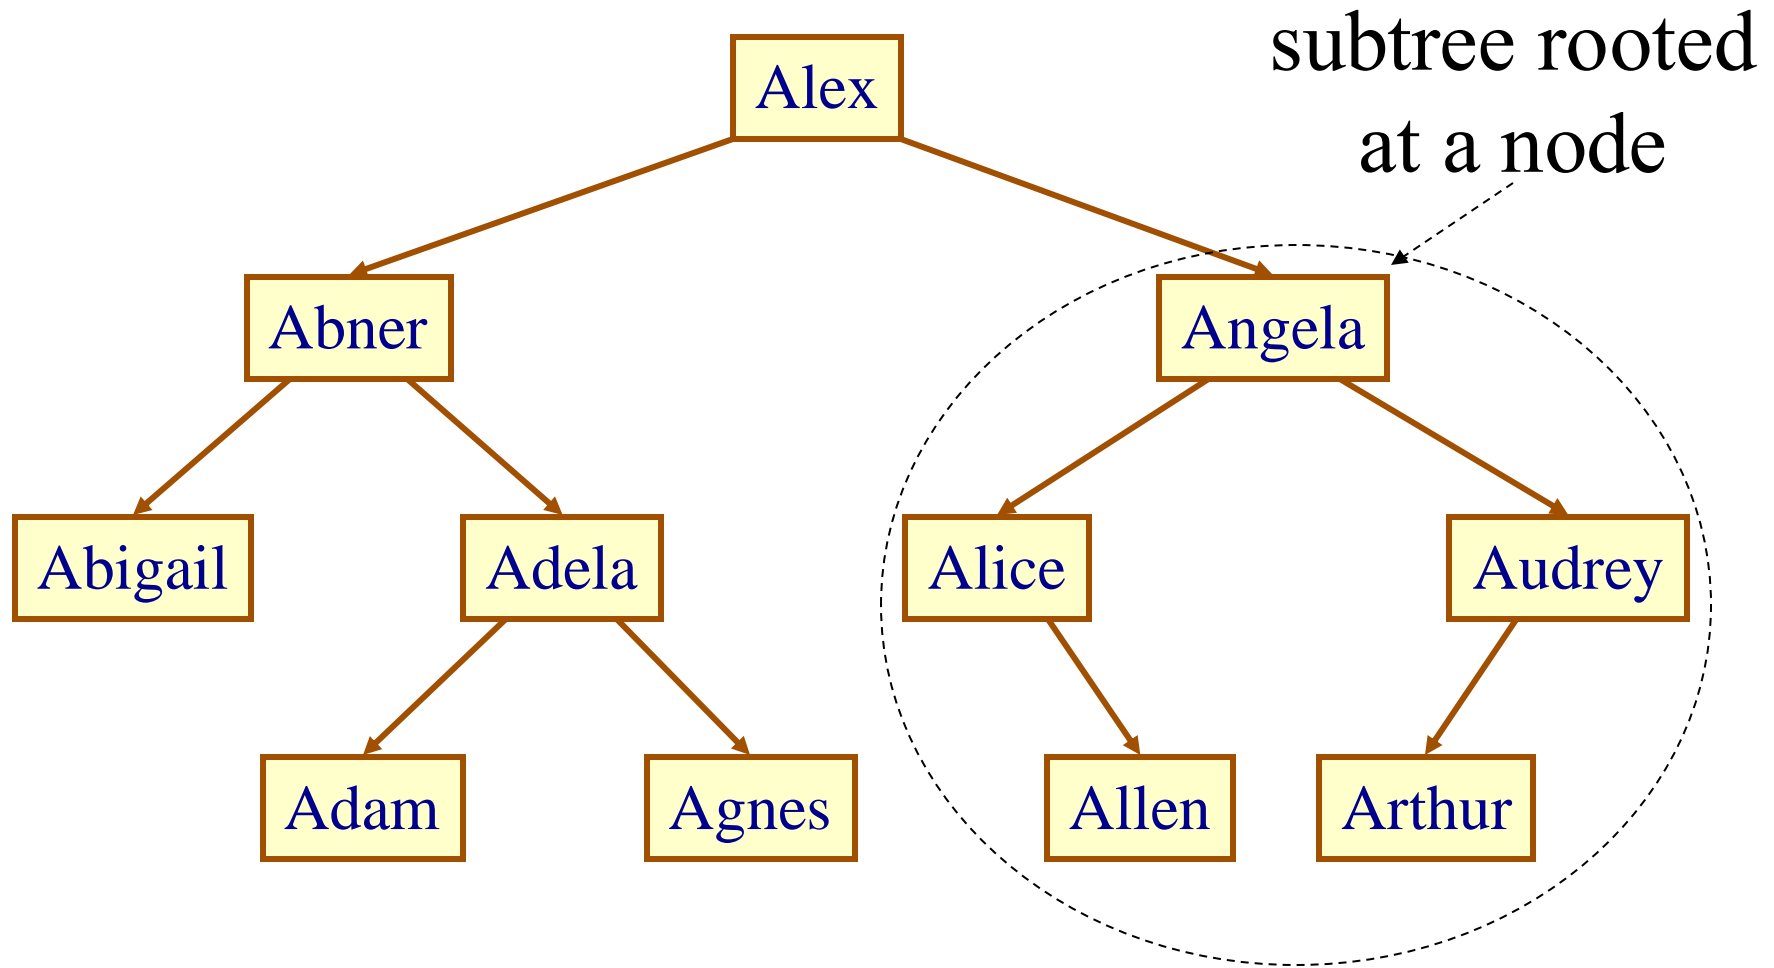 subtree rooted
at a node
Alex
Abner
Angela
Abigail
Adela
Alice
Audrey
Adam
Agnes
Allen
Arthur